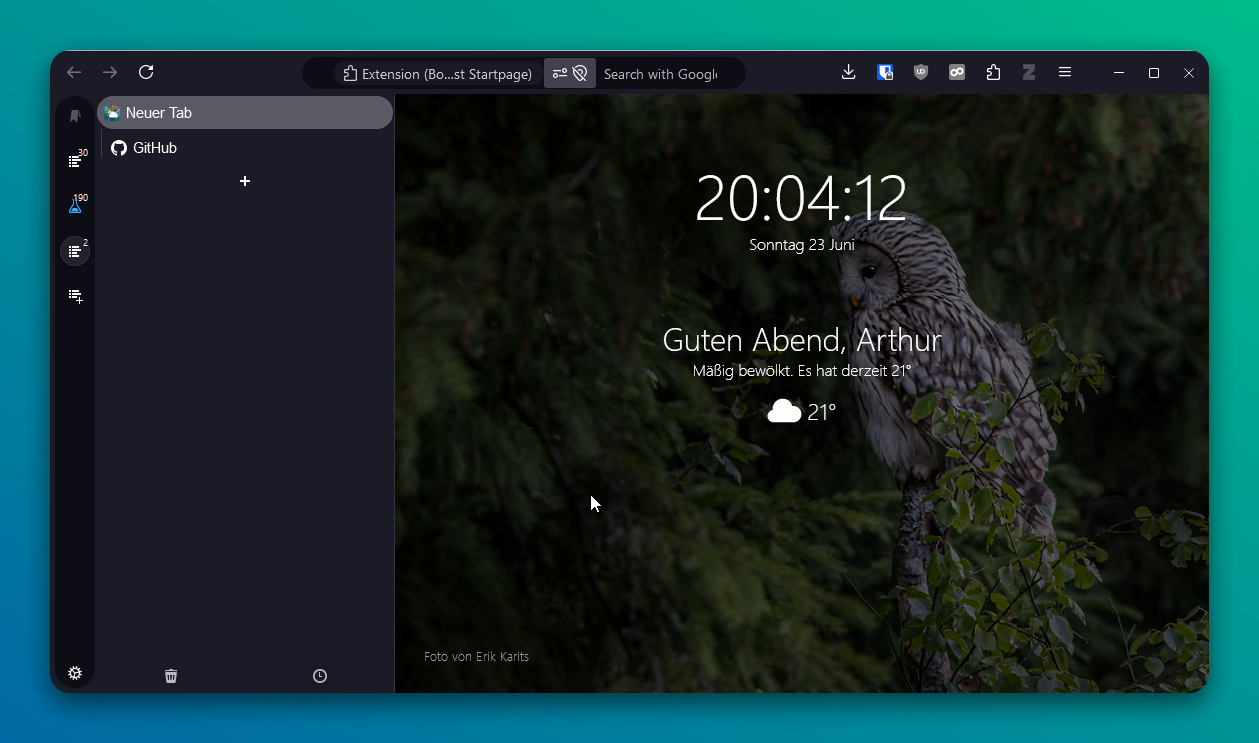 Extension (Bo...st Startpage)
Search with Googl
UD
Z
Neuer Tab
30
GitHub
190
2
20:04:12
Sonntag 23 Juni
Guten Abend, Arthur
Mäßig bewölkt. Es hat derzeit 21°
21°
Foto von Erik Karits